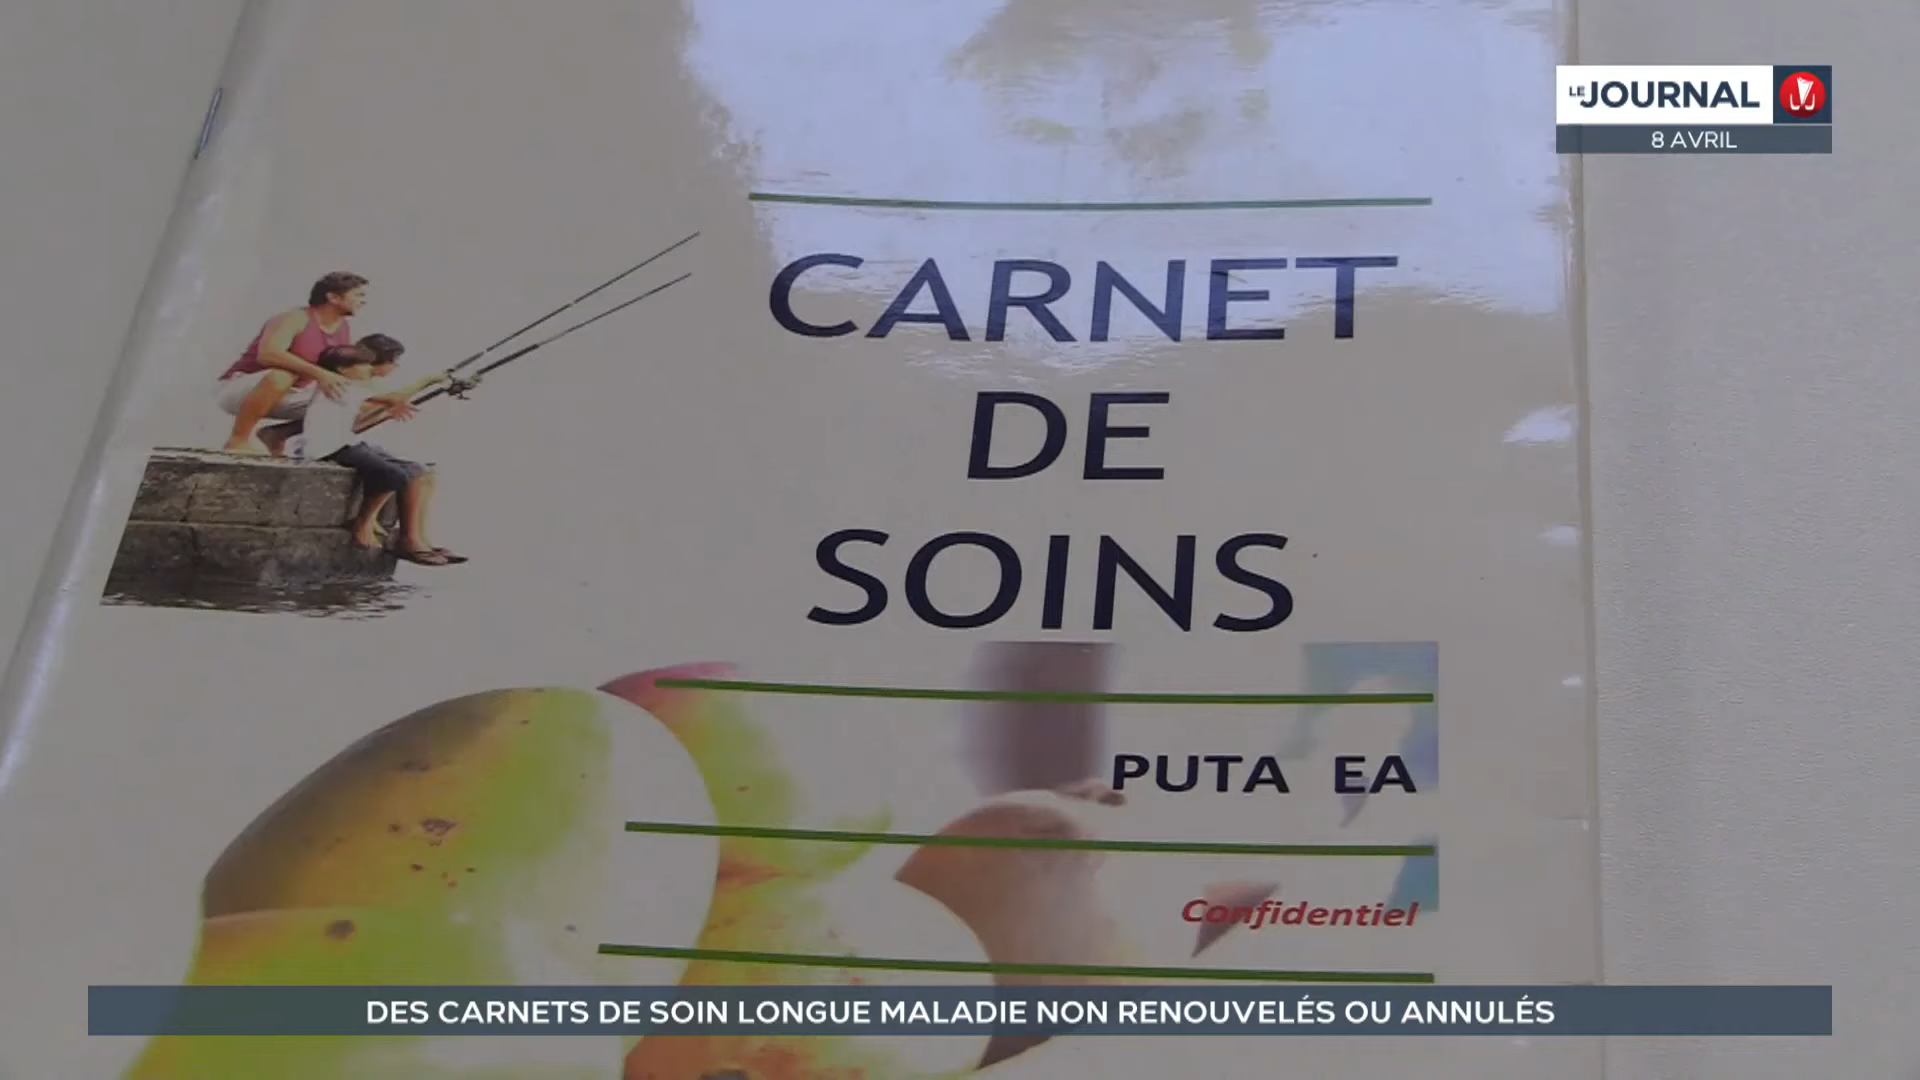 LE JOURNAL
8 AVRIL
CARNET
DE
SOINS
PUTA EA
Confidentiel
DES CARNETS DE SOIN LONGUE MALADIE NON RENOUVELÉS OU ANNULÉS